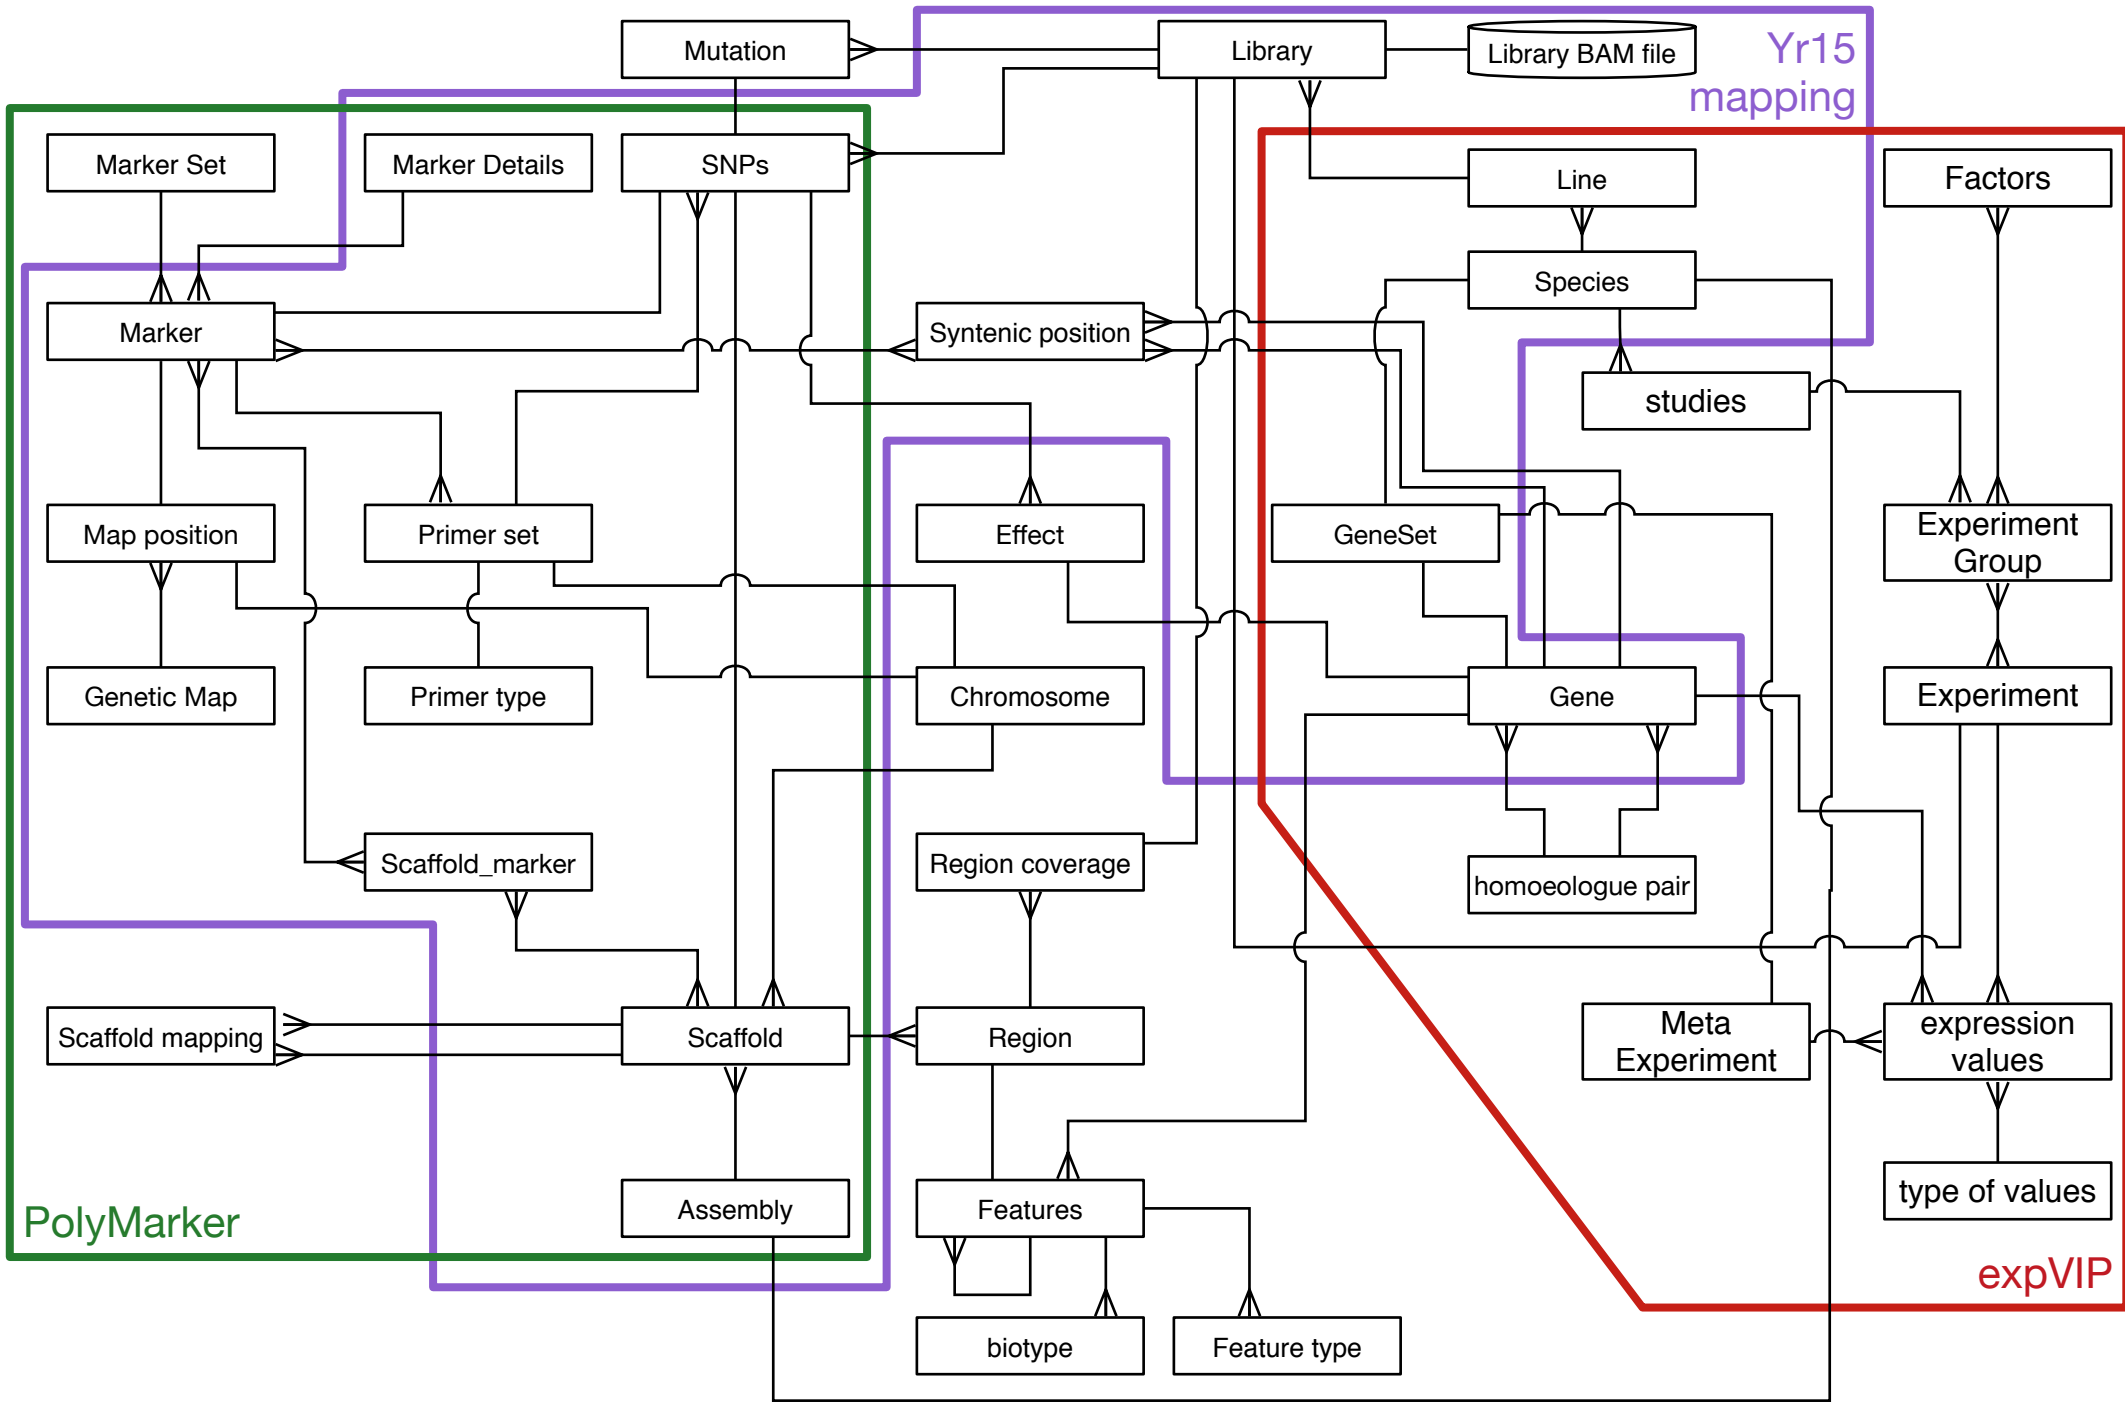 Mutation
Library
Library BAM file
Yr15
mapping
Marker Set
Marker Details
SNPs
Line
Factors
Species
Marker
Syntenic position
studies
Map position
Primer set
Effect
GeneSet
Experiment
Group
Genetic Map
Primer type
Chromosome
Gene
Experiment
Scaffold_marker
Region coverage
homoeologue pair
Scaffold mapping
Scaffold
Region
Meta
Experiment
expression
values
Assembly
Features
type of values
PolyMarker
expVIP
biotype
Feature type